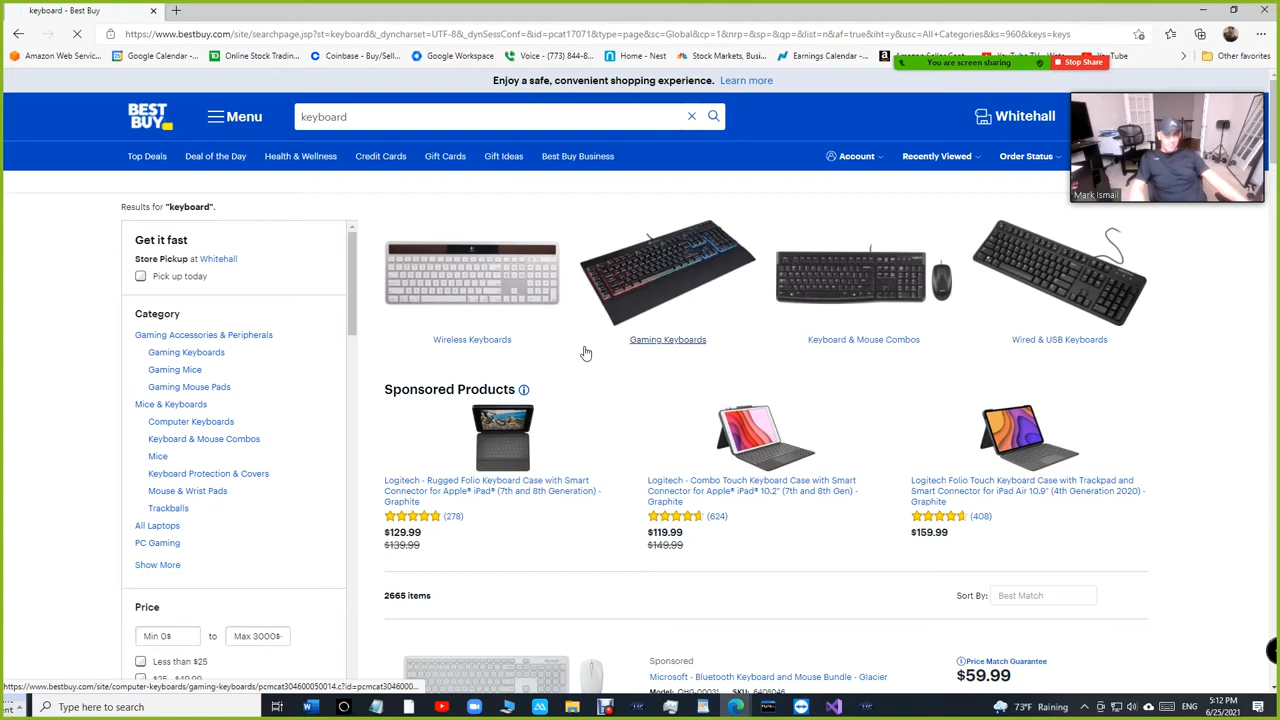 keyboard - Best Buy
https://www.bestbuy.com/site/searchpage.jsp?st=keyboard&_dyncharset=UTF-8&_dynSessConf=&id=pcat17071&type=page&sc=Global&cp=1&nrp=&sp=&qp=&list=n&af=true&iht=y&usc=All+Categories&ks=960&keys=keys
Amazon Web Servic...
Google Calendar -...
Online Stock Tradin...
Coinbase - Buy/Sell...
Google Workspace
Voice - (773) 844-8...
Home - Next
Stock Markets, Busi...
Earnings Calendar -...
Other favorites
You are screen sharing
Stop Share
Enjoy a safe, convenient shopping experience. Learn more
BEST BUY
Menu
keyboard
Whitehall
Top Deals
Deal of the Day
Health & Wellness
Credit Cards
Gift Cards
Gift Ideas
Best Buy Business
Account
Recently Viewed
Order Status
Mark Ismail
Results for "keyboard".
Get it fast
Store Pickup at Whitehall
Pick up today
Category
Gaming Accessories & Peripherals
Gaming Keyboards
Gaming Mice
Gaming Mouse Pads
Mice & Keyboards
Computer Keyboards
Keyboard & Mouse Combos
Mice
Keyboard Protection & Covers
Mouse & Wrist Pads
Trackballs
All Laptops
PC Gaming
Show More
Price
Min 0$
to
Max 3000$+
Less than $25
$25 - $49.99
Wireless Keyboards
Gaming Keyboards
Keyboard & Mouse Combos
Wired & USB Keyboards
Sponsored Products
Logitech - Rugged Folio Keyboard Case with Smart
Connector for Apple® iPad® (7th and 8th Generation) -
Graphite
(278)
$129.99
$139.99
Logitech - Combo Touch Keyboard Case with Smart
Connector for Apple® iPad® 10.2" (7th and 8th Gen) -
Graphite
(624)
$119.99
$149.99
Logitech Folio Touch Keyboard Case with Trackpad and
Smart Connector for iPad Air 10.9" (4th Generation 2020) -
Graphite
(408)
$159.99
2665 items
Sort By:
Best Match
Sponsored
Microsoft - Bluetooth Keyboard and Mouse Bundle - Glacier
Model: QHG-00031 SKU: 6408046
Price Match Guarantee
$59.99
https://www.bestbuy.com/site/computer-keyboards/gaming-keyboards/pcmcat304600050014.c?id=pcmcat3046000...
Type here to search
73°F Raining
5:12 PM
6/25/2021